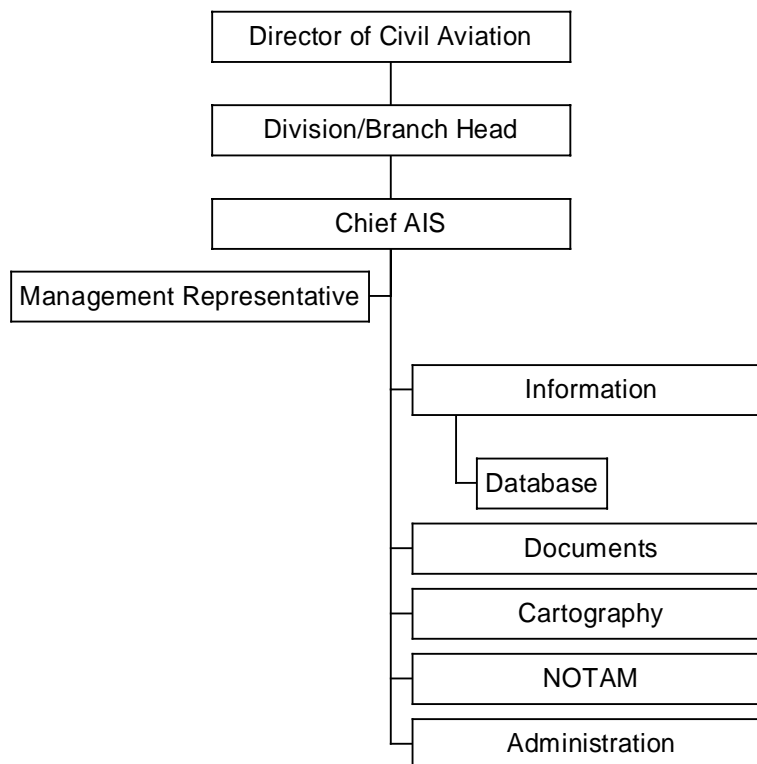 Director of Civil Aviation
Division/Branch Head
Chief AIS
Management Representative
Information
Database
Documents
Cartography
NOTAM
Administration